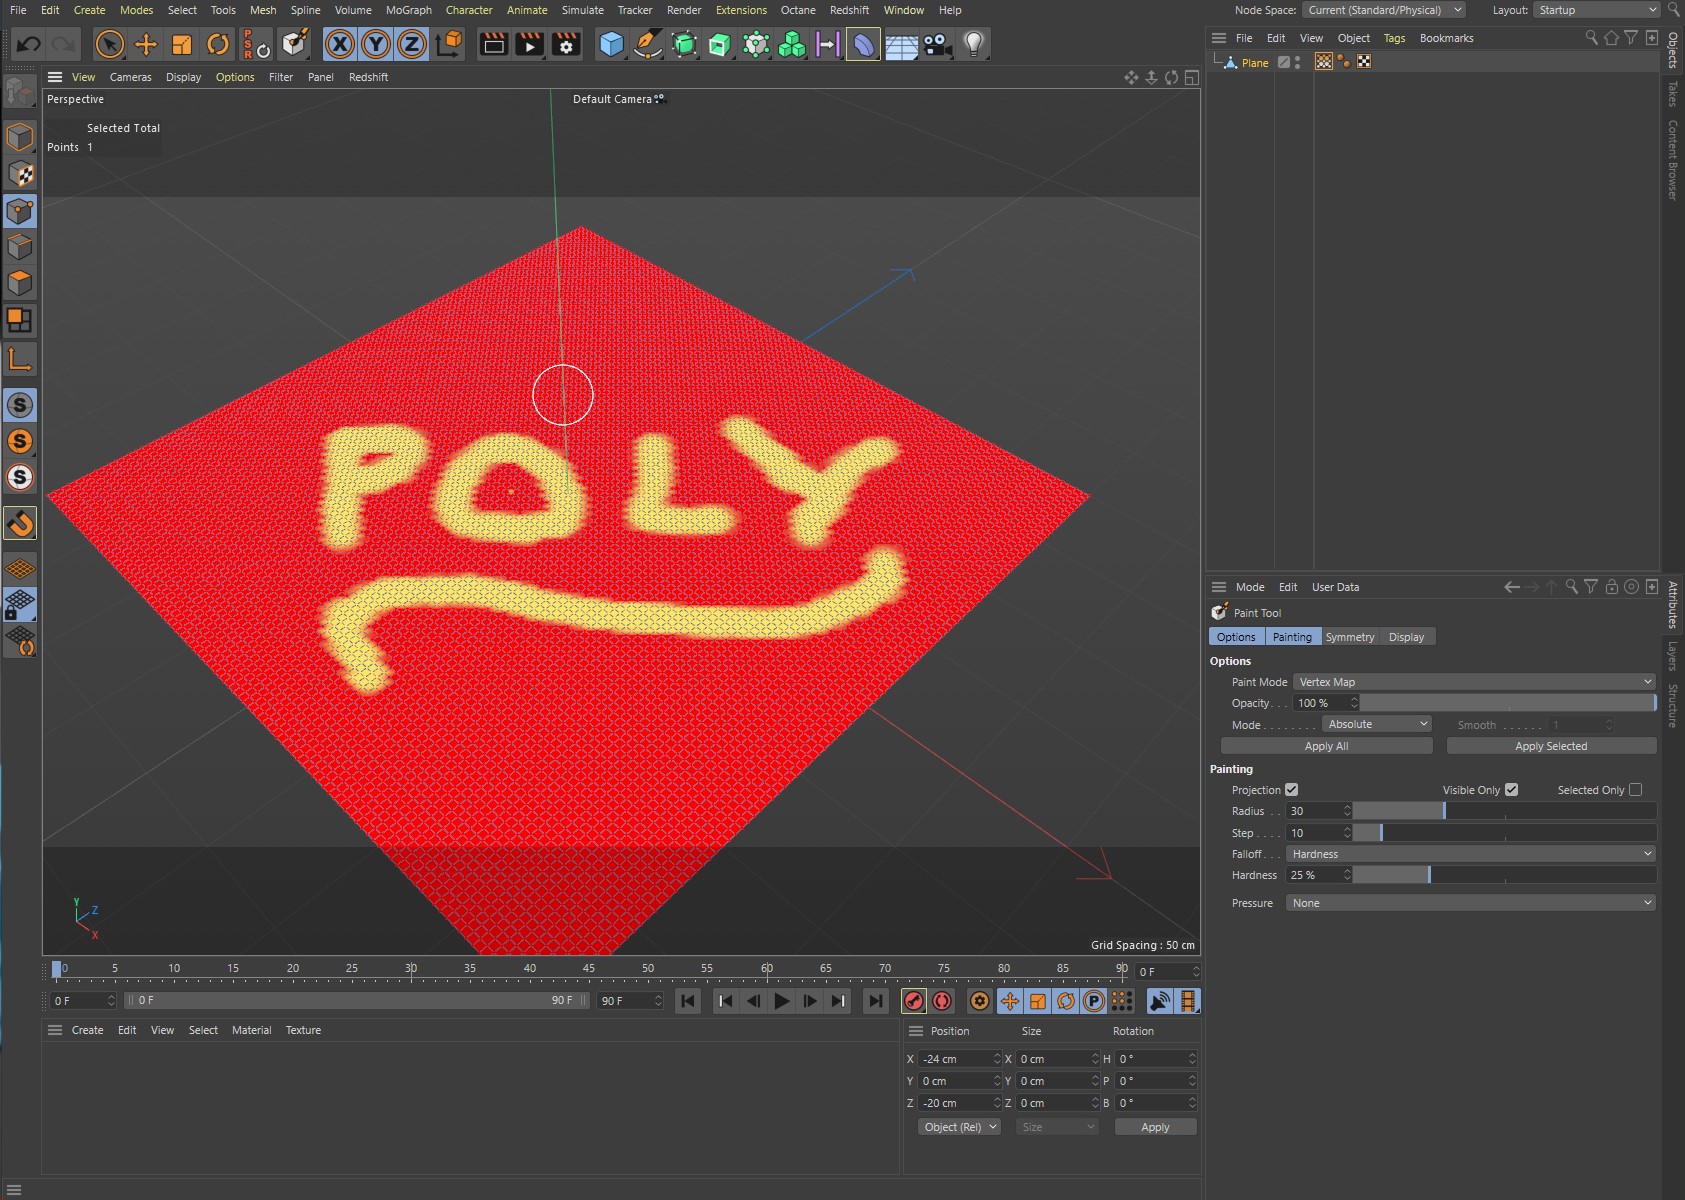 File Edit Create Modes Select Tools Mesh Spline Volume MoGraph Character Animate Simulate Tracker Render Extensions Octane Redshift Window Help Node Space: Current (Standard/Physical) Layout: Startup
PSR X Y Z
File Edit View Object Tags Bookmarks
View Cameras Display Options Filter Panel Redshift
Plane
Perspective Default Camera
Selected Total
Points 1
Objects
Takes
Content Browser
S
S
S
POLY
Mode Edit User Data
Paint Tool
Options Painting Symmetry Display
Options
Paint Mode Vertex Map
Opacity . . . 100 %
Mode . . . . . . . . Absolute Smooth . . . . . . 1
Apply All Apply Selected
Painting
Projection Visible Only Selected Only
Radius . . 30
Step . . . . 10
Falloff . . . Hardness
Hardness 25 %
Pressure None
Attributes
Layers
Structure
Y
Z
X
Grid Spacing : 50 cm
0 5 10 15 20 25 30 35 40 45 50 55 60 65 70 75 80 85 90 0 F
0 F 0 F 90 F 90 F P
Create Edit View Select Material Texture
Position Size Rotation
X -24 cm X 0 cm H 0 °
Y 0 cm Y 0 cm P 0 °
Z -20 cm Z 0 cm B 0 °
Object (Rel) Size Apply